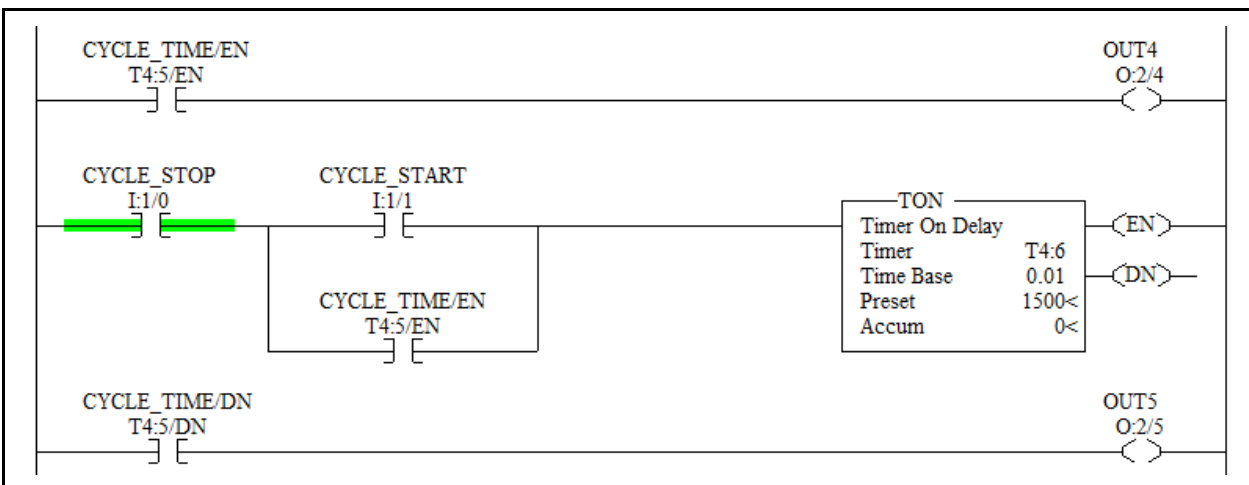 CYCLE_TIME/EN
T4:5/EN
OUT4
O:2/4
CYCLE_STOP
I:1/0
CYCLE_START
I:1/1
TON
Timer On Delay
Timer T4:6
Time Base 0.01
Preset 1500<
Accum 0<
EN
DN
CYCLE_TIME/EN
T4:5/EN
CYCLE_TIME/DN
T4:5/DN
OUT5
O:2/5